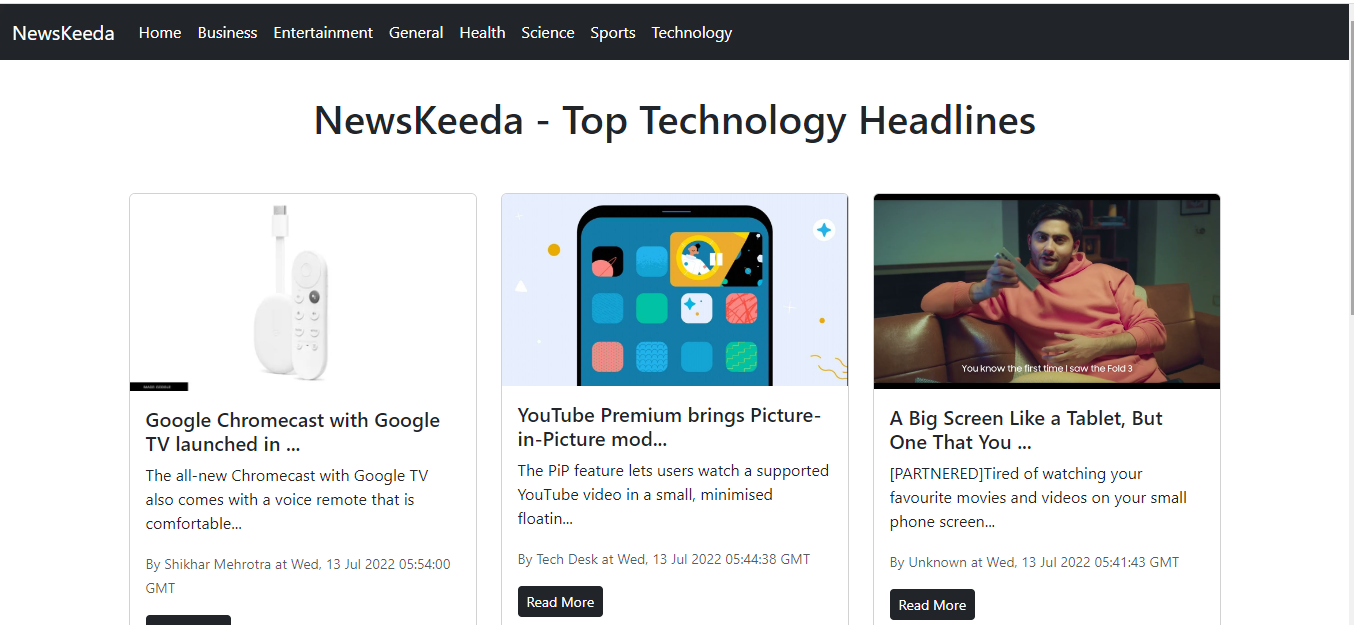 NewsKeeda Home Business Entertainment General Health Science Sports Technology
NewsKeeda - Top Technology Headlines
Google Chromecast with Google
TV launched in ...
The all-new Chromecast with Google TV
also comes with a voice remote that is
comfortable...
By Shikhar Mehrotra at Wed, 13 Jul 2022 05:54:00
GMT
YouTube Premium brings Picture-
in-Picture mod...
The PiP feature lets users watch a supported
YouTube video in a small, minimised
floatin...
By Tech Desk at Wed, 13 Jul 2022 05:44:38 GMT
Read More
You know the first time I saw the Fold 3
A Big Screen Like a Tablet, But
One That You ...
[PARTNERED]Tired of watching your
favourite movies and videos on your small
phone screen...
By Unknown at Wed, 13 Jul 2022 05:41:43 GMT
Read More